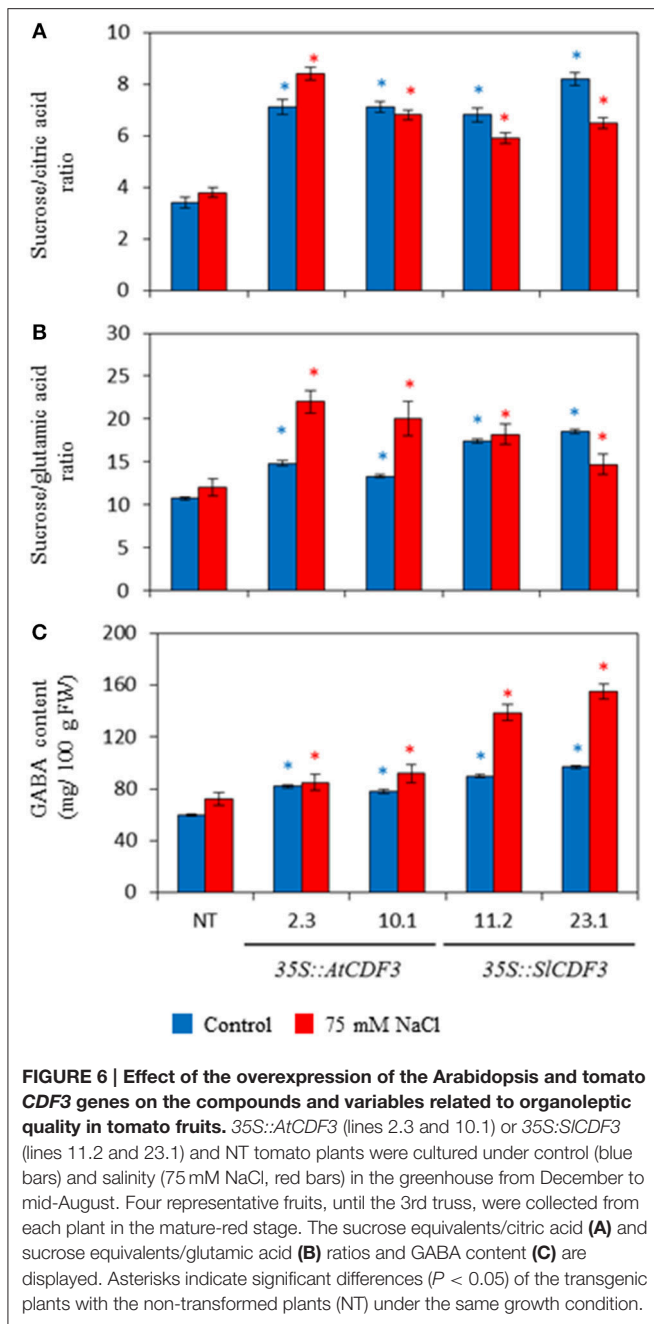 A
Sucrose/citric acid
ratio
10
8
6
4
2
0
* * * * * * * *
B
Sucrose/glutamic acid
ratio
30
25
20
15
10
5
0
* * * * * * * *
C
GABA content
(mg/ 100 g FW)
200
160
120
80
40
0
* * * * * * * *
NT 2.3 10.1 11.2 23.1
35S::AtCDF3 35S::SlCDF3
Control 75 mM NaCl
FIGURE 6 | Effect of the overexpression of the Arabidopsis and tomato
CDF3 genes on the compounds and variables related to organoleptic
quality in tomato fruits. 35S::AtCDF3 (lines 2.3 and 10.1) or 35S:SlCDF3
(lines 11.2 and 23.1) and NT tomato plants were cultured under control (blue
bars) and salinity (75 mM NaCl, red bars) in the greenhouse from December to
mid-August. Four representative fruits, until the 3rd truss, were collected from
each plant in the mature-red stage. The sucrose equivalents/citric acid (A) and
sucrose equivalents/glutamic acid (B) ratios and GABA content (C) are
displayed. Asterisks indicate significant differences (P < 0.05) of the transgenic
plants with the non-transformed plants (NT) under the same growth condition.